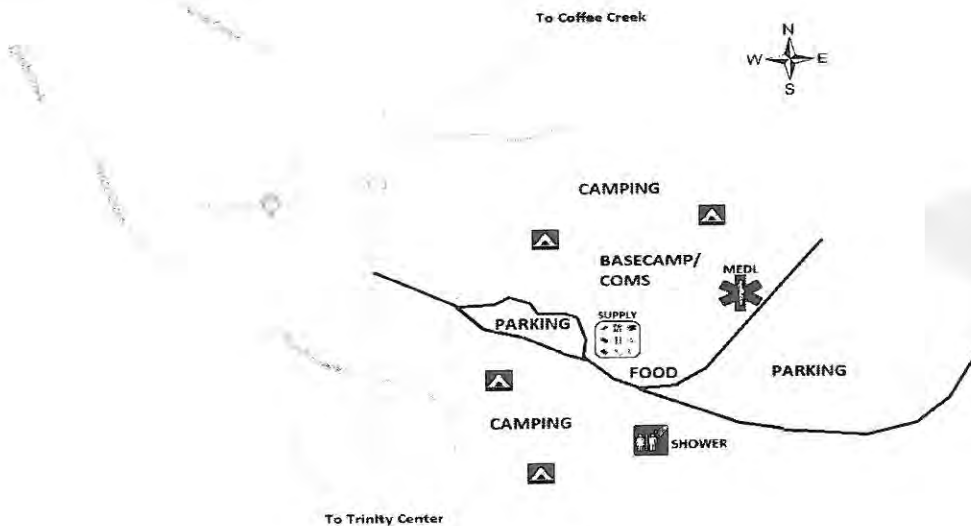 To Coffee Creek
N
W E
S
CAMPING
BASECAMP/
COMS
MEDL
SUPPLY
PARKING
FOOD
PARKING
CAMPING
SHOWER
To Trinity Center